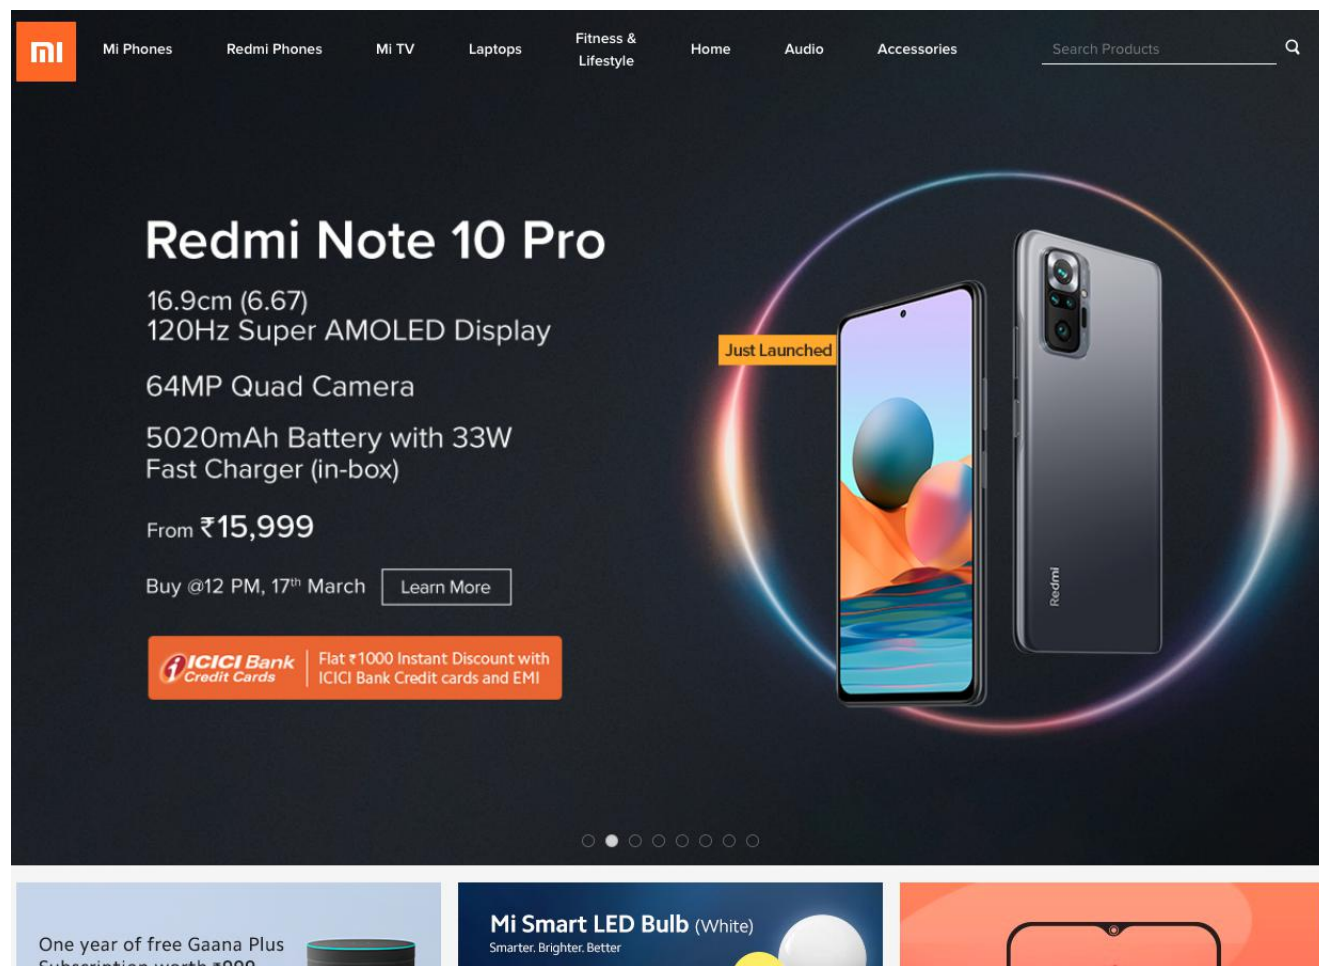 Mi Phones
Redmi Phones
Mi TV
Laptops
Fitness &
Lifestyle
Home
Audio
Accessories
Search Products
Redmi Note 10 Pro
16.9cm (6.67)
120Hz Super AMOLED Display
64MP Quad Camera
5020mAh Battery with 33W
Fast Charger (in-box)
From ₹15,999
Buy @12 PM, 17th March
Learn More
Just Launched
Redmi
ICICI Bank
Credit Cards
Flat ₹1000 Instant Discount with
ICICI Bank Credit cards and EMI
One year of free Gaana Plus
Subscription worth ₹999
Mi Smart LED Bulb (White)
Smarter. Brighter. Better